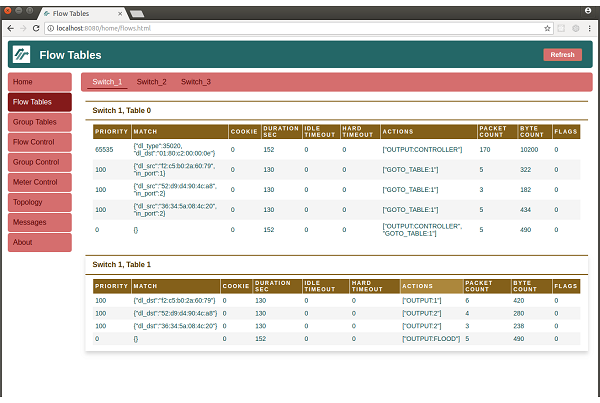 Flow Tables
localhost:8080/home/flows.html
Flow Tables
Refresh
Home
Flow Tables
Group Tables
Flow Control
Group Control
Meter Control
Topology
Messages
About
Switch_1 Switch_2 Switch_3
Switch 1, Table 0
PRIORITY MATCH COOKIE DURATION SEC IDLE TIMEOUT HARD TIMEOUT ACTIONS PACKET COUNT BYTE COUNT FLAGS
65535 {"dl_type":35020, "dl_dst":"01:80:c2:00:00:0e"} 0 152 0 0 ["OUTPUT:CONTROLLER"] 170 10200 0
100 {"dl_src":"f2:c5:b0:2a:60:79", "in_port":1} 0 130 0 0 ["GOTO_TABLE:1"] 5 322 0
100 {"dl_src":"52:d9:d4:90:4c:a8", "in_port":2} 0 130 0 0 ["GOTO_TABLE:1"] 3 182 0
100 {"dl_src":"36:34:5a:08:4c:20", "in_port":2} 0 130 0 0 ["GOTO_TABLE:1"] 5 434 0
0 {} 0 152 0 0 ["OUTPUT:CONTROLLER", "GOTO_TABLE:1"] 5 490 0
Switch 1, Table 1
PRIORITY MATCH COOKIE DURATION SEC IDLE TIMEOUT HARD TIMEOUT ACTIONS PACKET COUNT BYTE COUNT FLAGS
100 {"dl_dst":"f2:c5:b0:2a:60:79"} 0 130 0 0 ["OUTPUT:1"] 6 420 0
100 {"dl_dst":"52:d9:d4:90:4c:a8"} 0 130 0 0 ["OUTPUT:2"] 4 280 0
100 {"dl_dst":"36:34:5a:08:4c:20"} 0 130 0 0 ["OUTPUT:2"] 3 238 0
0 {} 0 152 0 0 ["OUTPUT:FLOOD"] 5 490 0